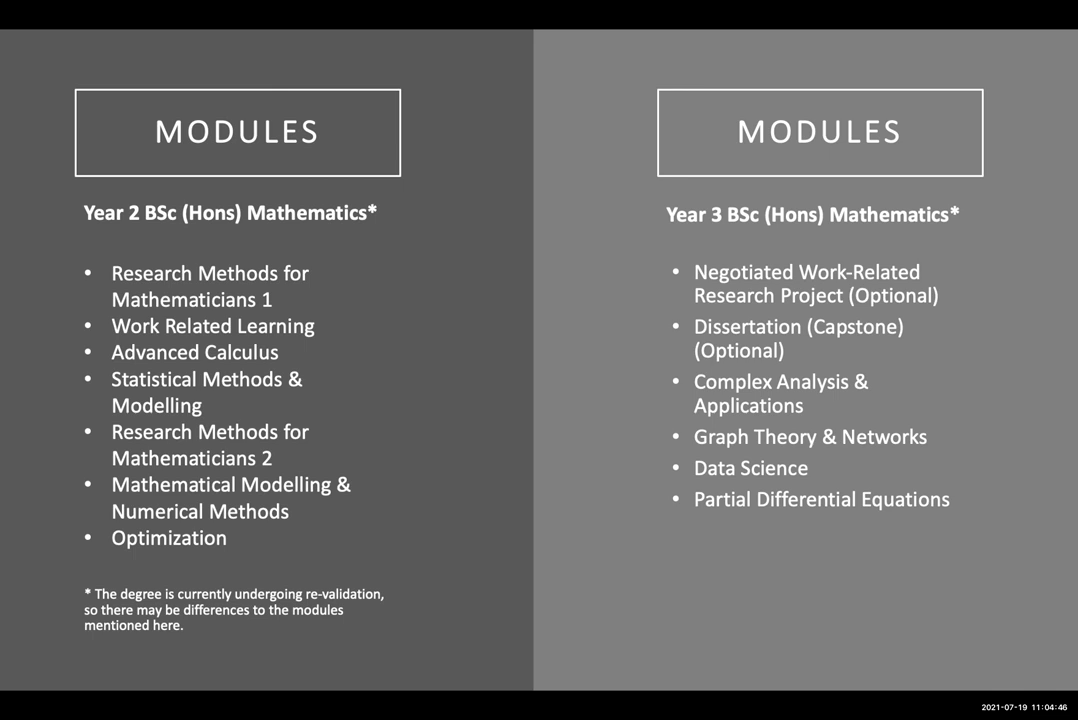 MODULES
Year 2 BSc (Hons) Mathematics*
• Research Methods for
Mathematicians 1
• Work Related Learning
• Advanced Calculus
• Statistical Methods &
Modelling
• Research Methods for
Mathematicians 2
• Mathematical Modelling &
Numerical Methods
• Optimization
* The degree is currently undergoing re-validation,
so there may be differences to the modules
mentioned here.
MODULES
Year 3 BSc (Hons) Mathematics*
• Negotiated Work-Related
Research Project (Optional)
• Dissertation (Capstone)
(Optional)
• Complex Analysis &
Applications
• Graph Theory & Networks
• Data Science
• Partial Differential Equations
2021-07-19 11:04:46